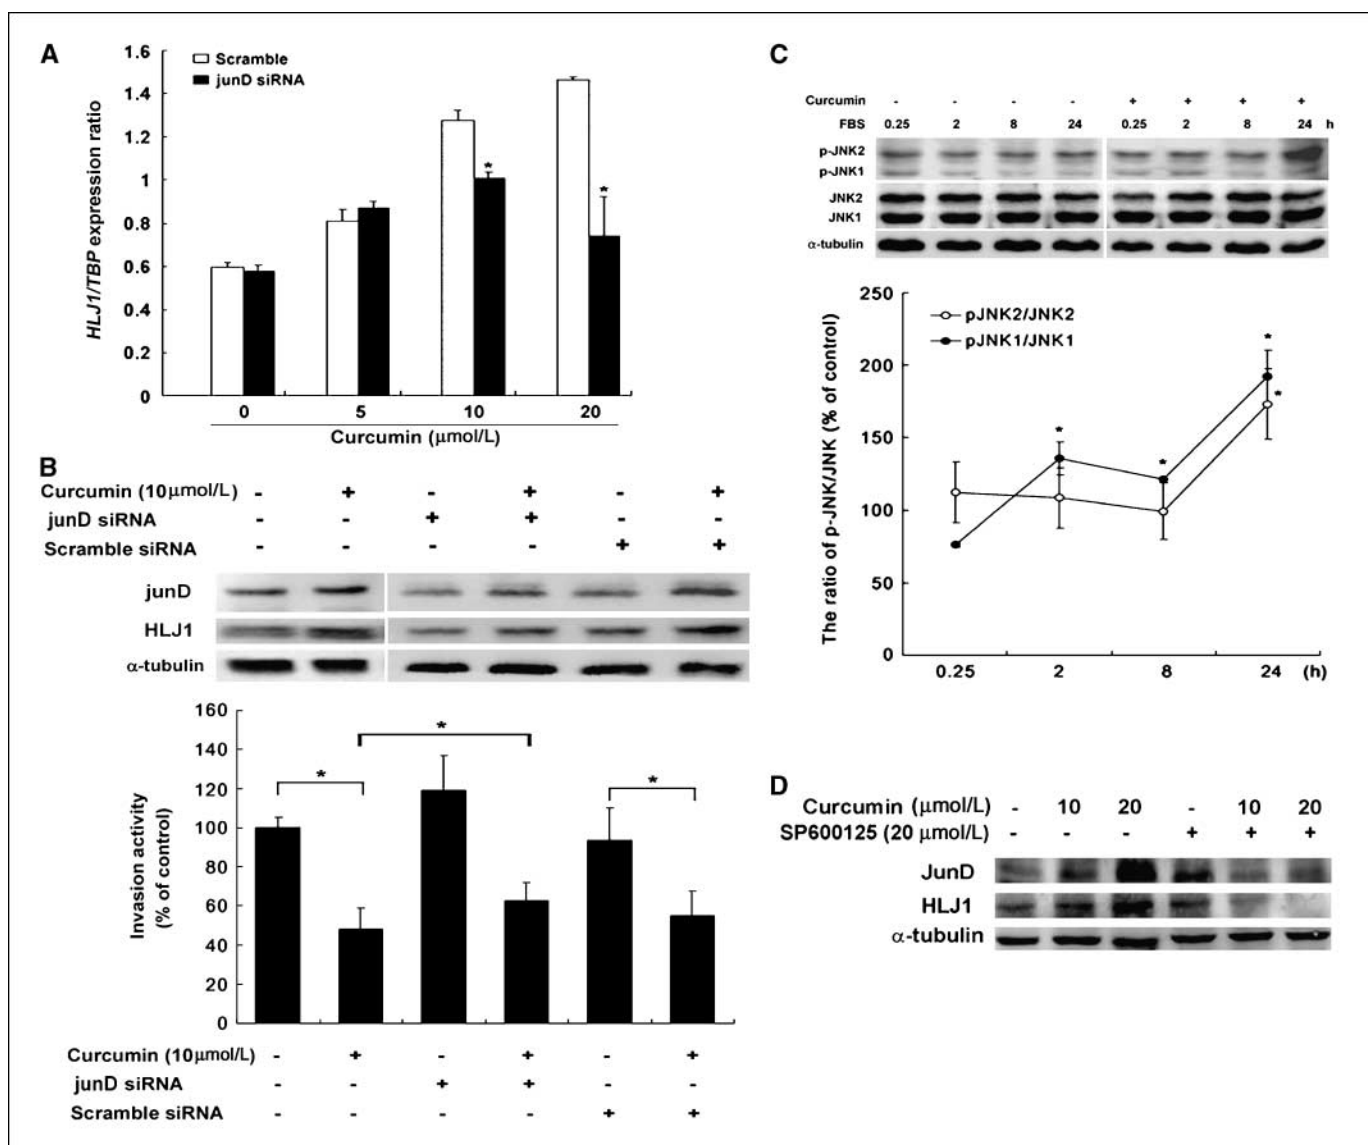 A
1.6
1.4
1.2
1
0.8
0.6
0.4
0.2
0
HLJ1/TBP expression ratio
Scramble
junD siRNA
* *
0 5 10 20
Curcumin (μmol/L)
B
Curcumin (10μmol/L) - + - + - +
junD siRNA - - + + - -
Scramble siRNA - - - - + +
junD
HLJ1
α-tubulin
160
140
120
100
80
60
40
20
0
Invasion activity
(% of control)
* * *
Curcumin (10μmol/L) - + - + - +
junD siRNA - - + + - -
Scramble siRNA - - - - + +
C
Curcumin - - - - + + + +
FBS 0.25 2 8 24 0.25 2 8 24 h
p-JNK2
p-JNK1
JNK2
JNK1
α-tubulin
250
200
150
100
50
0
The ratio of p-JNK/JNK (% of control)
pJNK2/JNK2
pJNK1/JNK1
* * * *
0.25 2 8 24 (h)
D
Curcumin (μmol/L) - 10 20 - 10 20
SP600125 (20 μmol/L) - - - + + +
JunD
HLJ1
α-tubulin